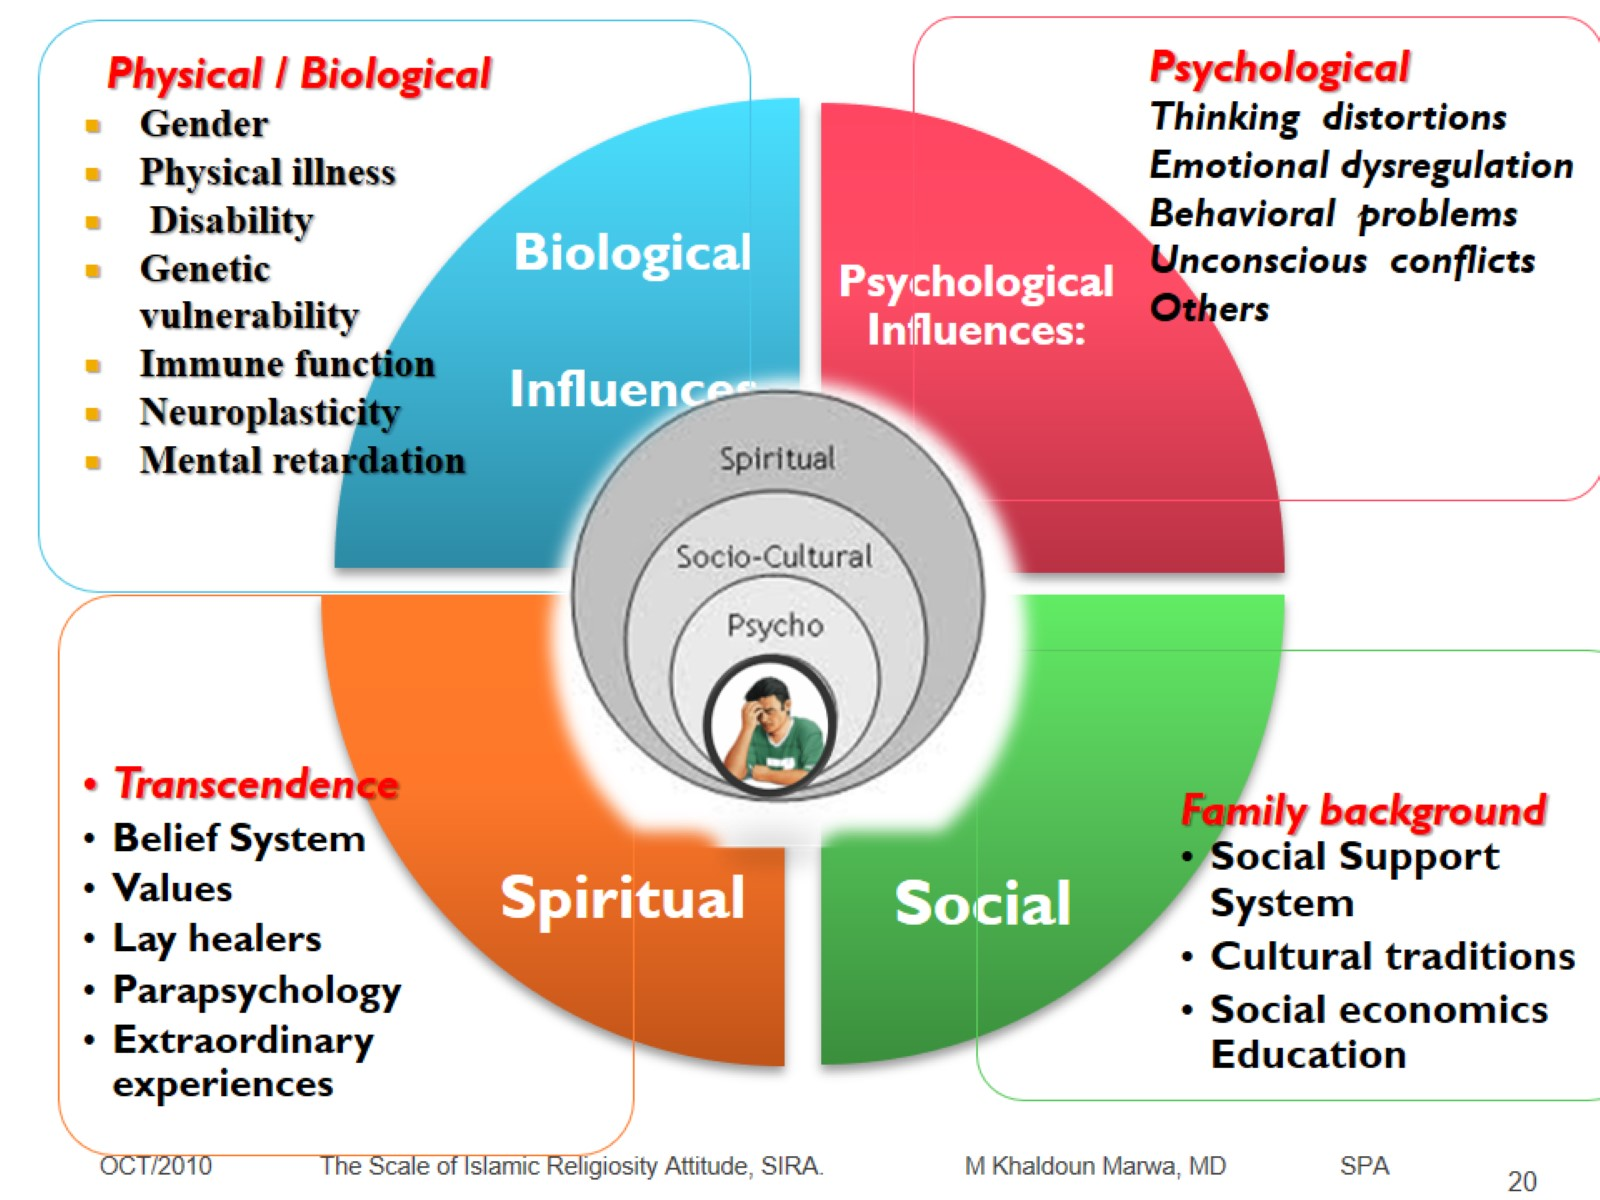 Physical / Biological
Gender
Physical illness
Disability
Genetic
vulnerability
Immune function
Neuroplasticity
Mental retardation
Biological
Influences
Psychological
Thinking distortions
Emotional dysregulation
Behavioral problems
Unconscious conflicts
Others
Psychological
Influences:
Spiritual
Socio-Cultural
Psycho
• Transcendence
• Belief System
• Values
• Lay healers
• Parapsychology
• Extraordinary
experiences
Spiritual
Social
Family background
• Social Support
System
• Cultural traditions
• Social economics
Education
OCT/2010 The Scale of Islamic Religiosity Attitude, SIRA. M Khaldoun Marwa, MD SPA 20